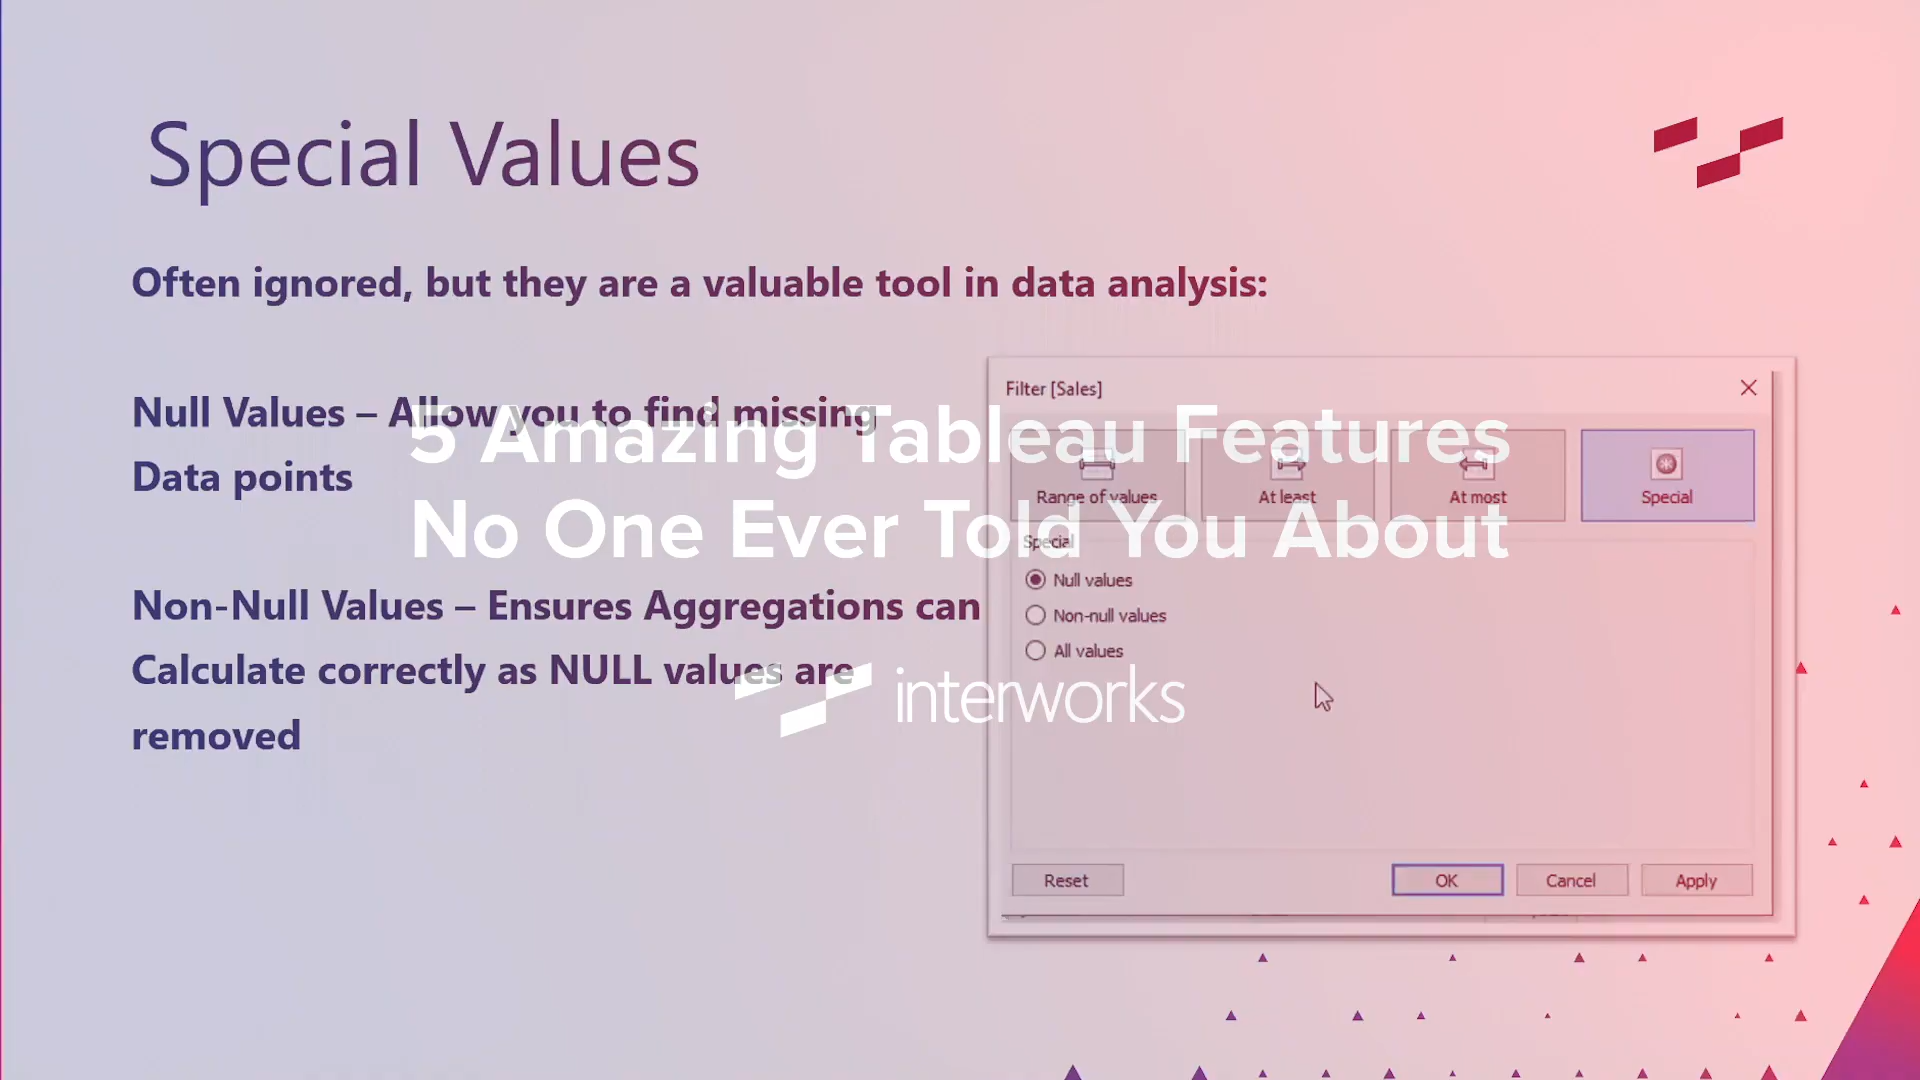 Special Values
Often ignored, but they are a valuable tool in data analysis:
Null Values – Allow you to find missing
Data points
Non-Null Values – Ensures Aggregations can
Calculate correctly as NULL values are
removed
5 Amazing Tableau Features
No One Ever Told You About
interworks
Filter [Sales]
Range of values
At least
At most
Special
Special
Null values
Non-null values
All values
Reset
OK
Cancel
Apply